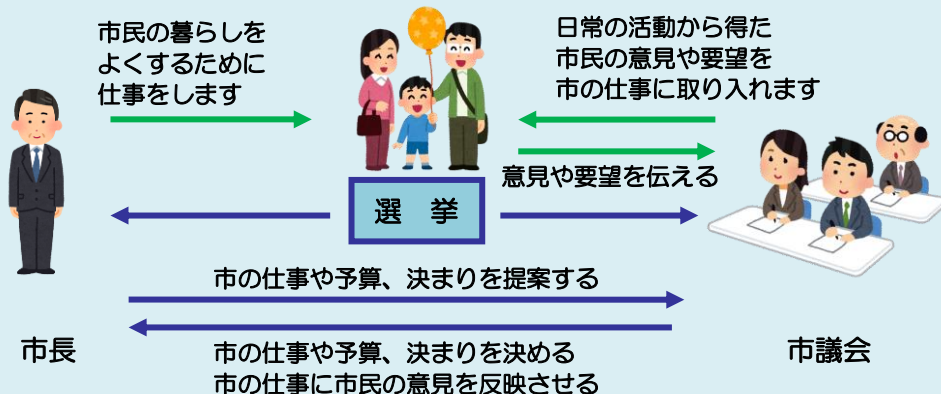 市民の暮らしを
よくするために
仕事をします
日常の活動から得た
市民の意見や要望を
市の仕事に取り入れます
意見や要望を伝える
選 挙
市の仕事や予算、決まりを提案する
市長
市議会
市の仕事や予算、決まりを決める
市の仕事に市民の意見を反映させる